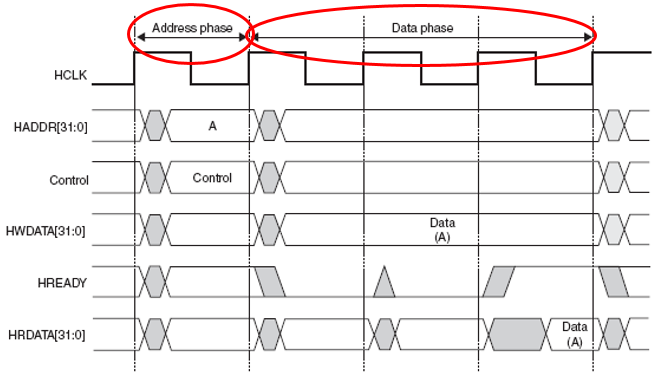 Address phase
Data phase
HCLK
HADDR[31:0]
A
Control
Control
HWDATA[31:0]
Data
(A)
HREADY
HRDATA[31:0]
Data
(A)